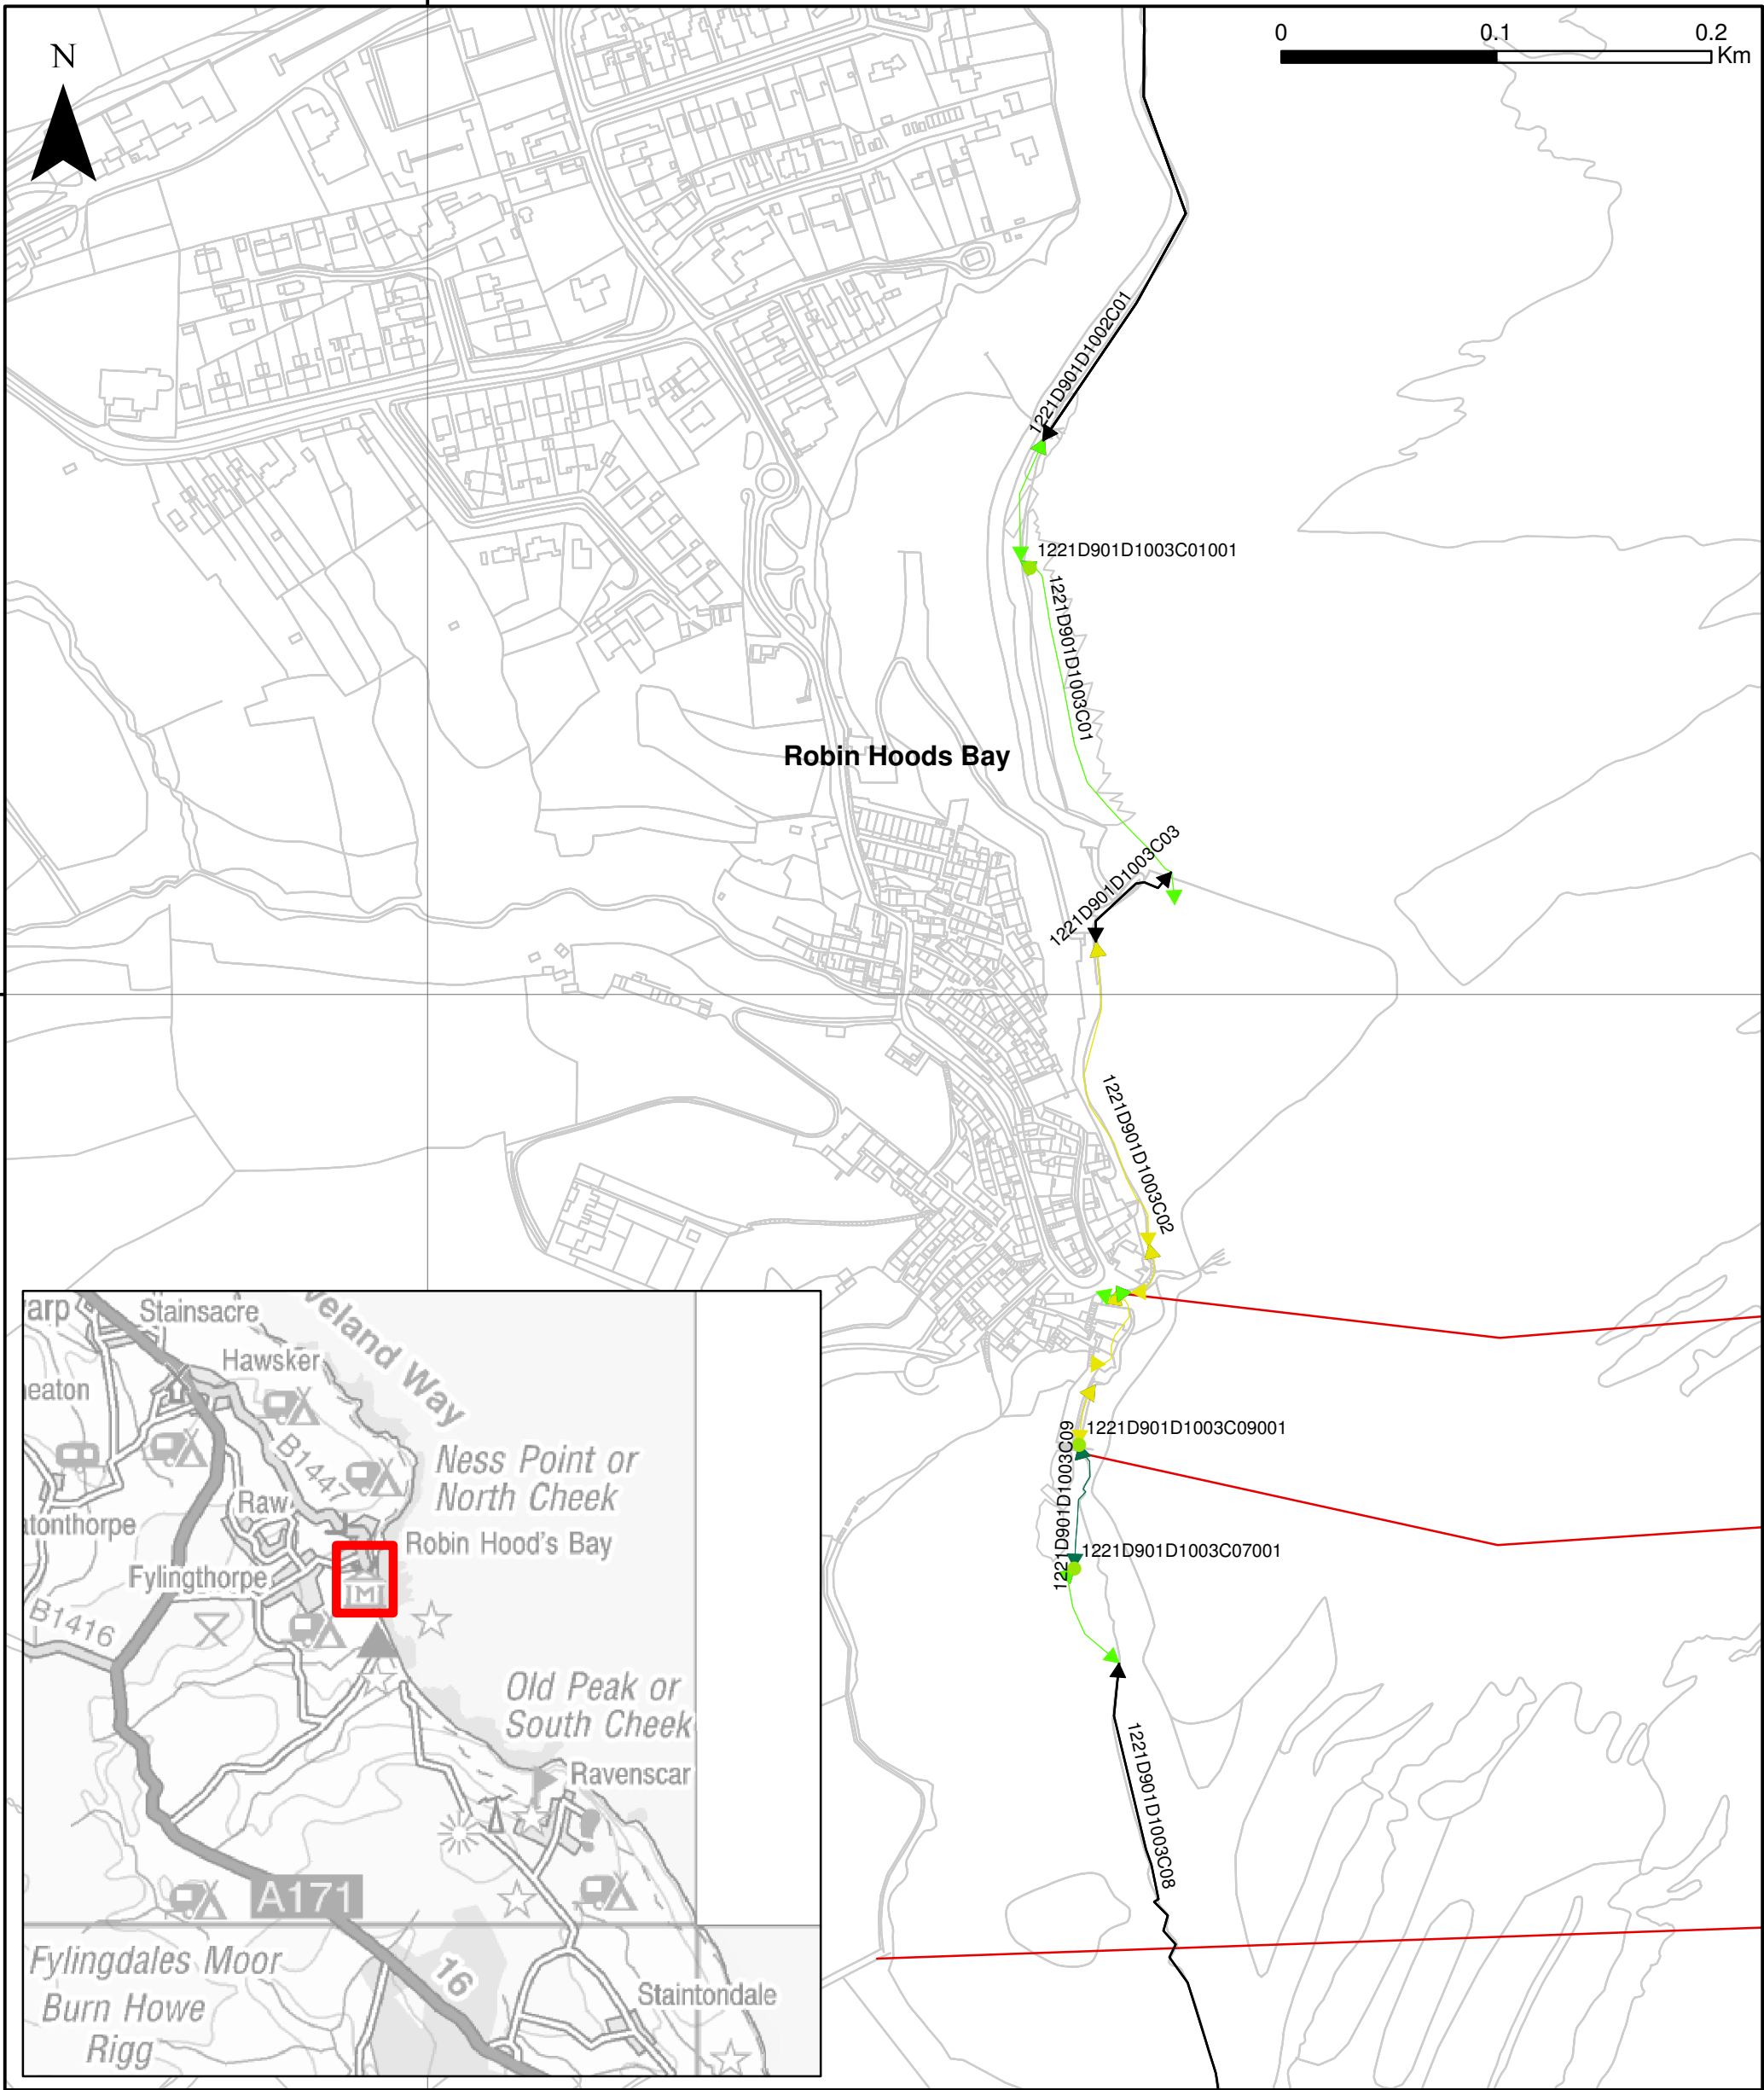 N
0 0.1 0.2
Km
1221D901D1002C01
1221D901D1003C01001
1221D901D1003C01
Robin Hoods Bay
1221D901D1003C03
1221D901D1003C02
1221D901D1003C09001
1221D901D1003C09
1221D901D1003C07001
1221D901D1003C08
arp
Stainsacre
veland Way
Hawsker
eaton
B1447
Ness Point or
North Cheek
Raw
Robin Hood's Bay
tonthorpe
Fylingthorpe
M
B1416
Old Peak or
South Cheek
Ravenscar
A171
Fylingdales Moor
16
Burn Howe
Rigg
Staintondale